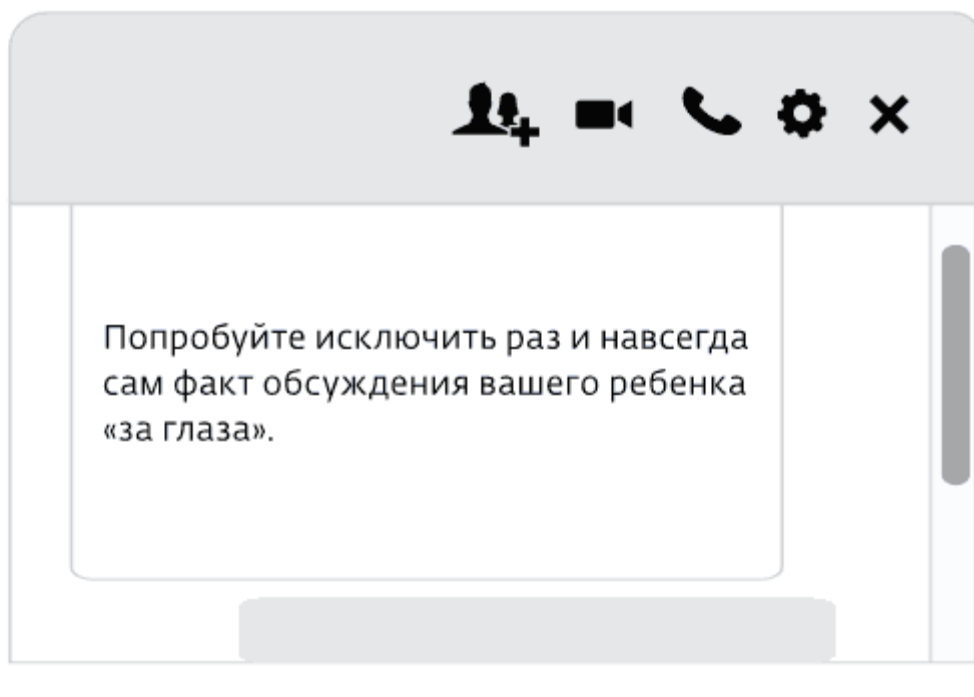 Попробуйте исключить раз и навсегда
сам факт обсуждения вашего ребенка
«за глаза».